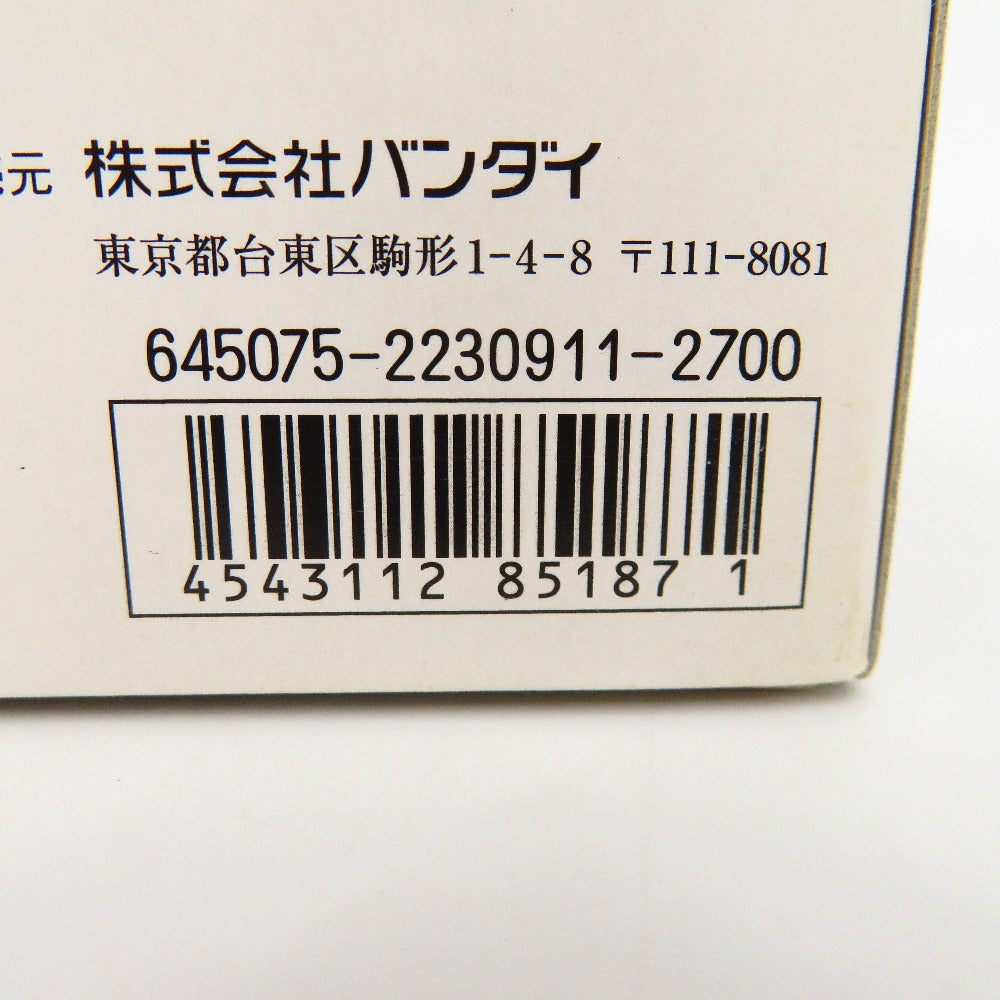 元 株式会社バンダイ
東京都台東区駒形1-4-8 〒111-8081
645075-2230911-2700
4543112 85187 1